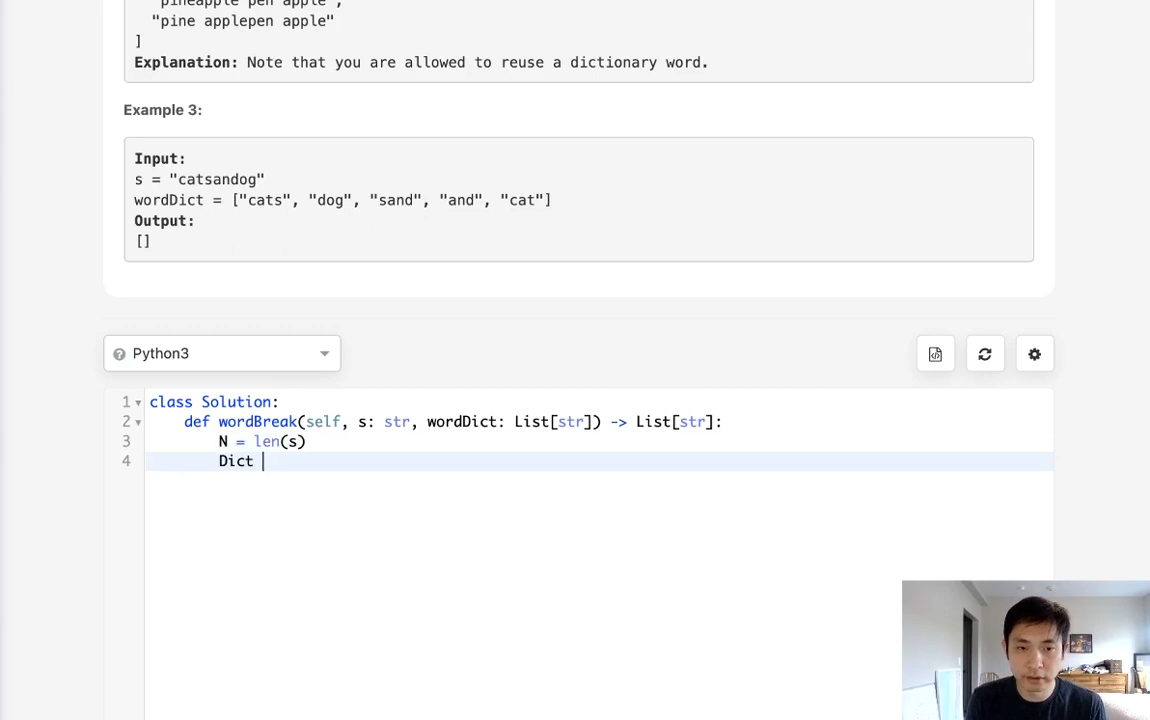 "pineapple pen apple",
"pine applepen apple"
]
Explanation: Note that you are allowed to reuse a dictionary word.
Example 3:
Input:
s = "catsandog"
wordDict = ["cats", "dog", "sand", "and", "cat"]
Output:
[]
Python3
1 class Solution:
2 def wordBreak(self, s: str, wordDict: List[str]) -> List[str]:
3 N = len(s)
4 Dict